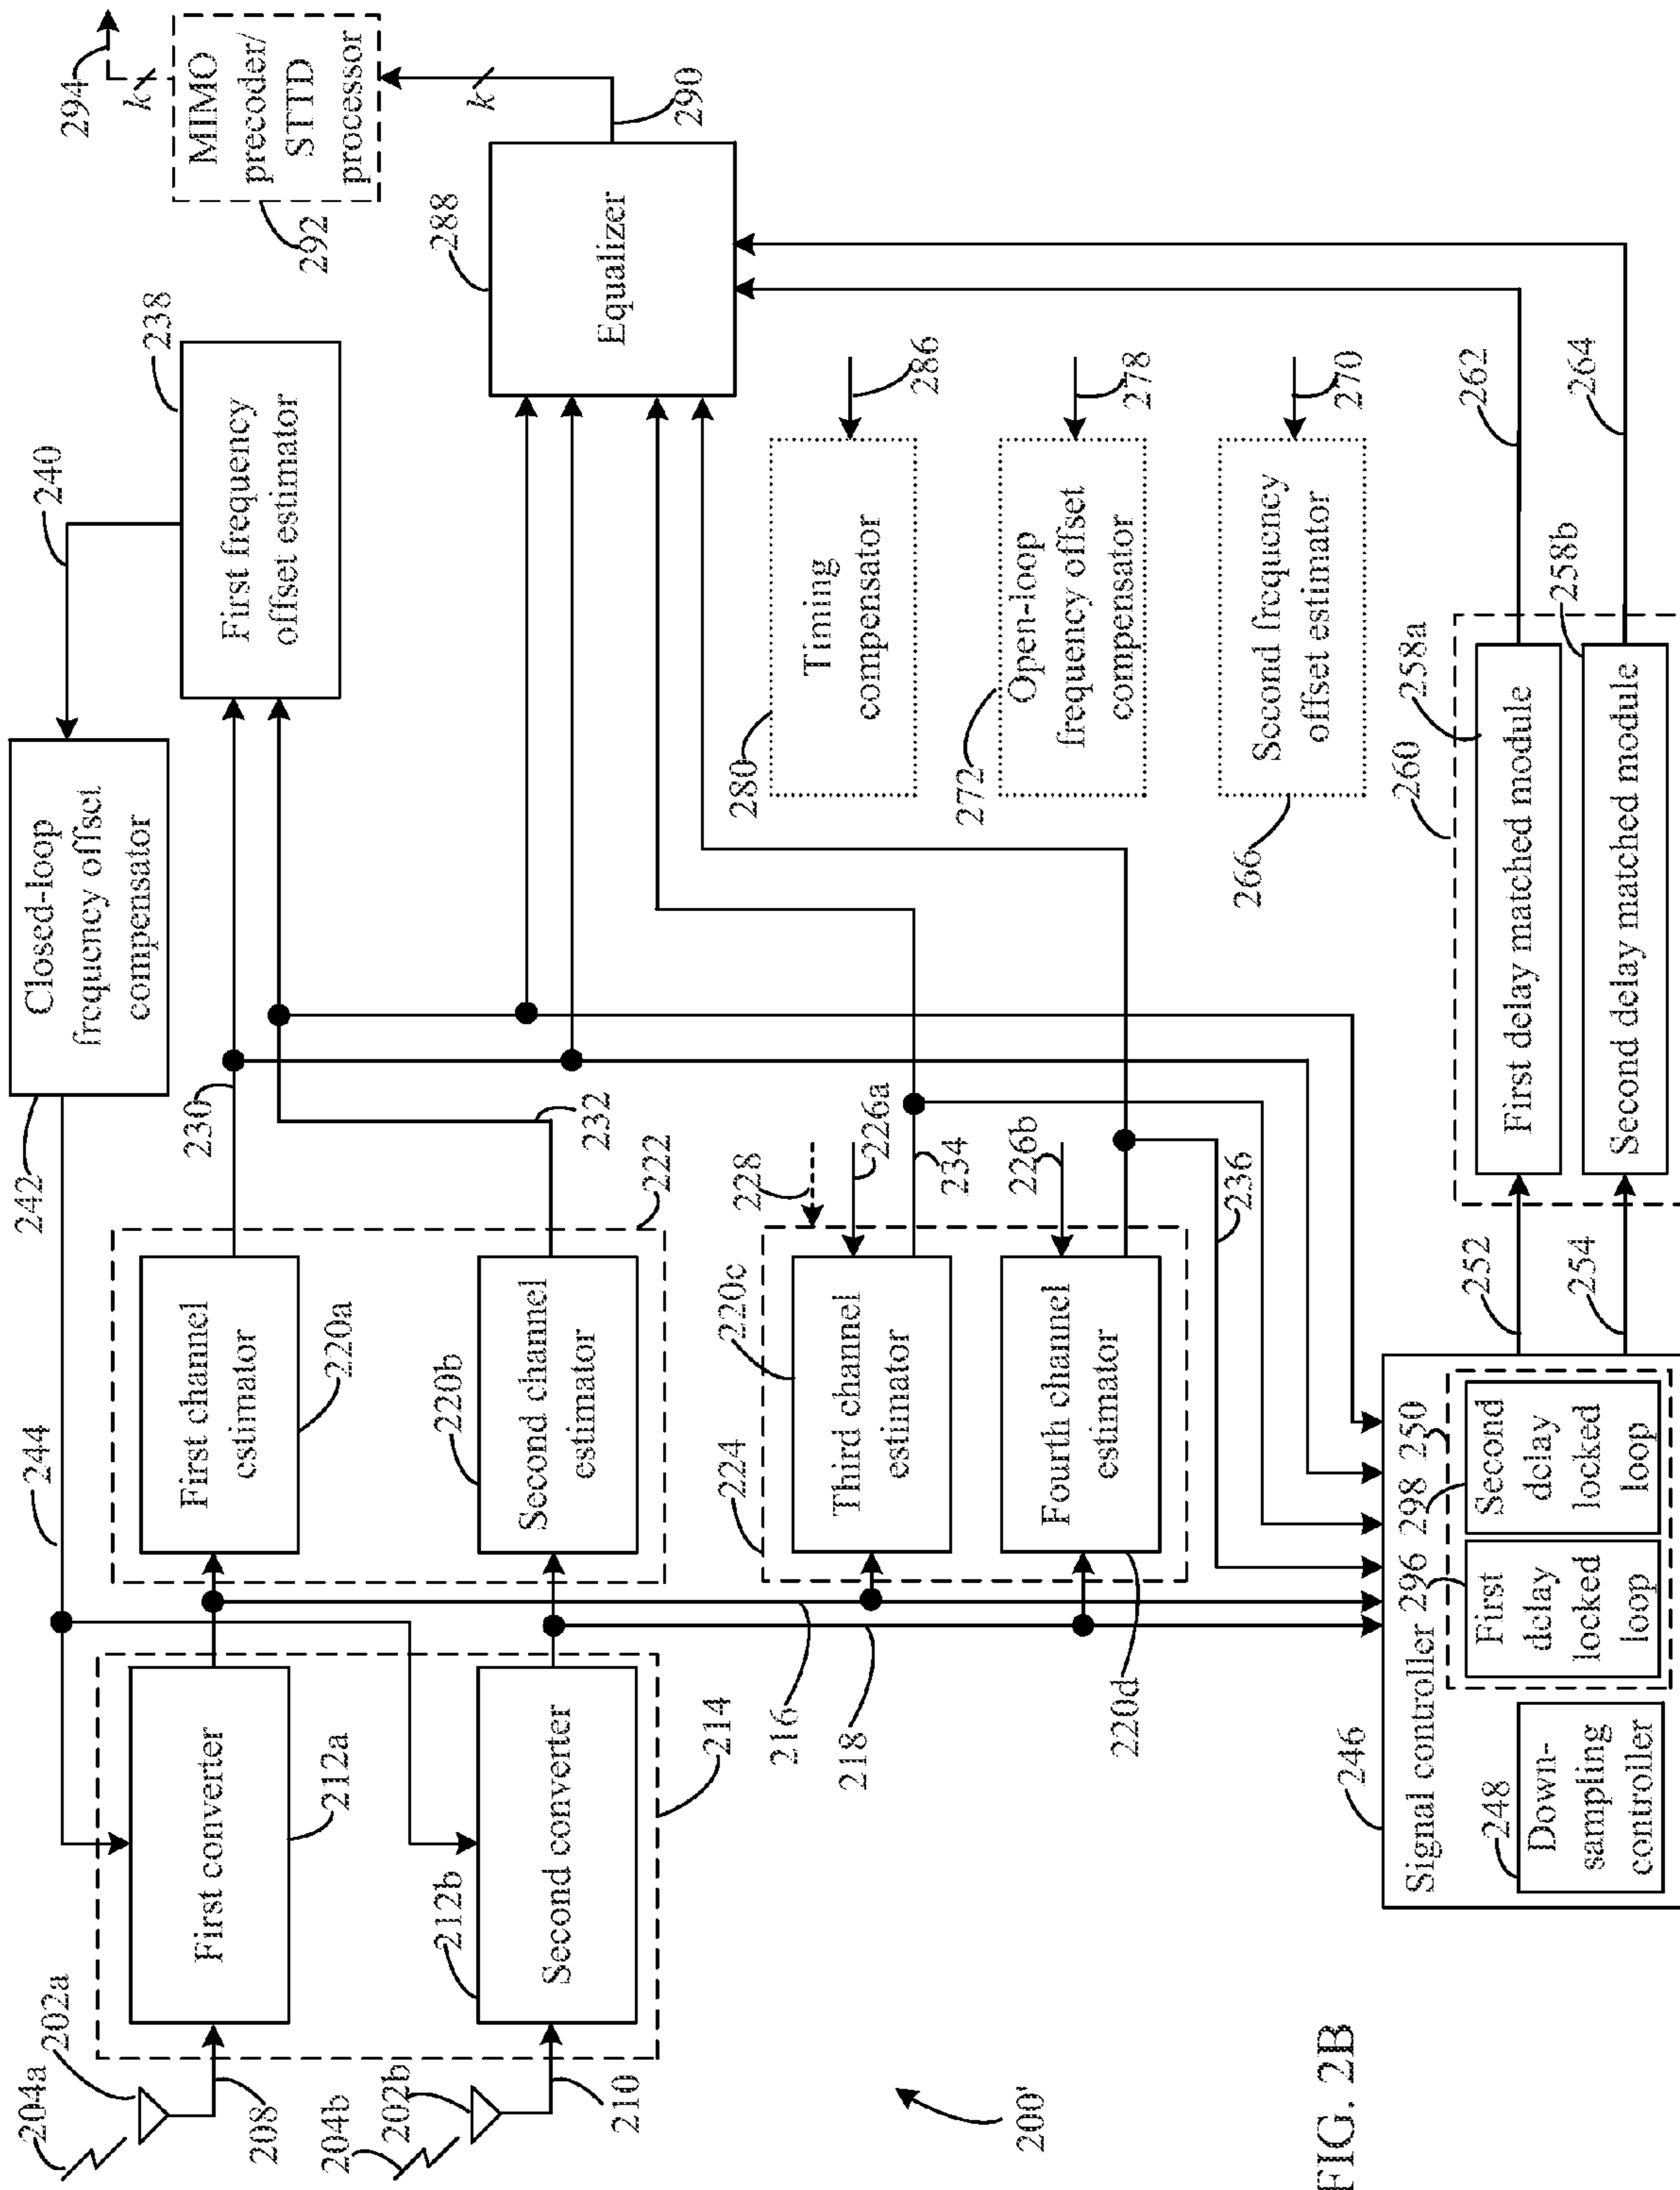 204a
202a
208
204b
202b
210
200'
FIG. 2B
First converter
212a
212b
Second converter
214
216
218
244
242
Closed-loop
frequency offset
compensator
240
First frequency
offset estimator
238
First channel
estimator
220a
220b
Second channel
estimator
222
230
232
224
220c
Third channel
estimator
Fourth channel
estimator
220d
228
226a
234
226b
236
246
Signal controller
248
Down-
sampling
controller
296
298
250
First
delay
locked
loop
Second
delay
locked
loop
252
254
260
258a
First delay matched module
258b
Second delay matched module
262
264
280
Timing
compensator
286
272
Open-loop
frequency offset
compensator
278
266
Second frequency
offset estimator
270
288
Equalizer
290
k
292
MIMO
precoder/
STTD
processor
k
294